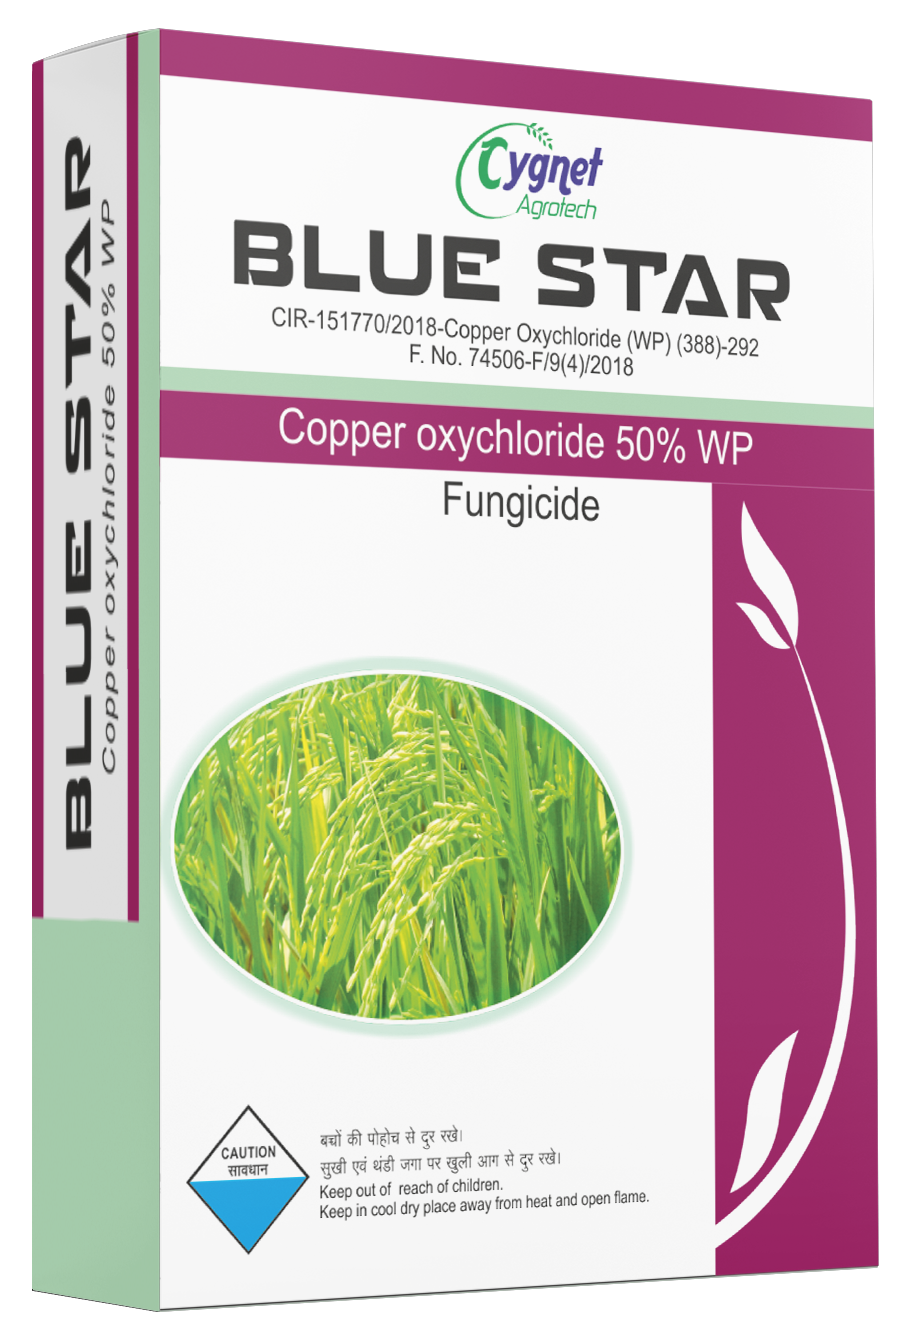 BLUE STAR
Copper oxychloride 50% WP
Cygnet
Agrotech
BLUE STAR
CIR-151770/2018-Copper Oxychloride (WP) (388)-292
F. No. 74506-F/9(4)/2018
Copper oxychloride 50% WP
Fungicide
CAUTION
सावधान
बचों की पोहोच से दुर रखे।
सुखी एवं थंडी जगा पर खुली आग से दुर रखे।
Keep out of reach of children.
Keep in cool dry place away from heat and open flame.